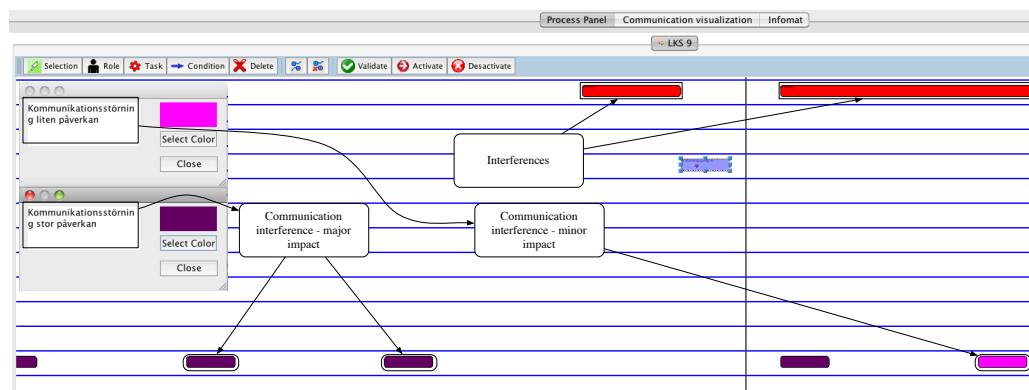 Process Panel Communication visualization Infomat
LKS 9
Selection Role Task Condition Delete Validate Activate Desactivate
Kommunikationsstörnin
g liten påverkan
Select Color
Close
Interferences
Kommunikationsstörnin
g stor påverkan
Select Color
Close
Communication
interference - major
impact
Communication
interference - minor
impact